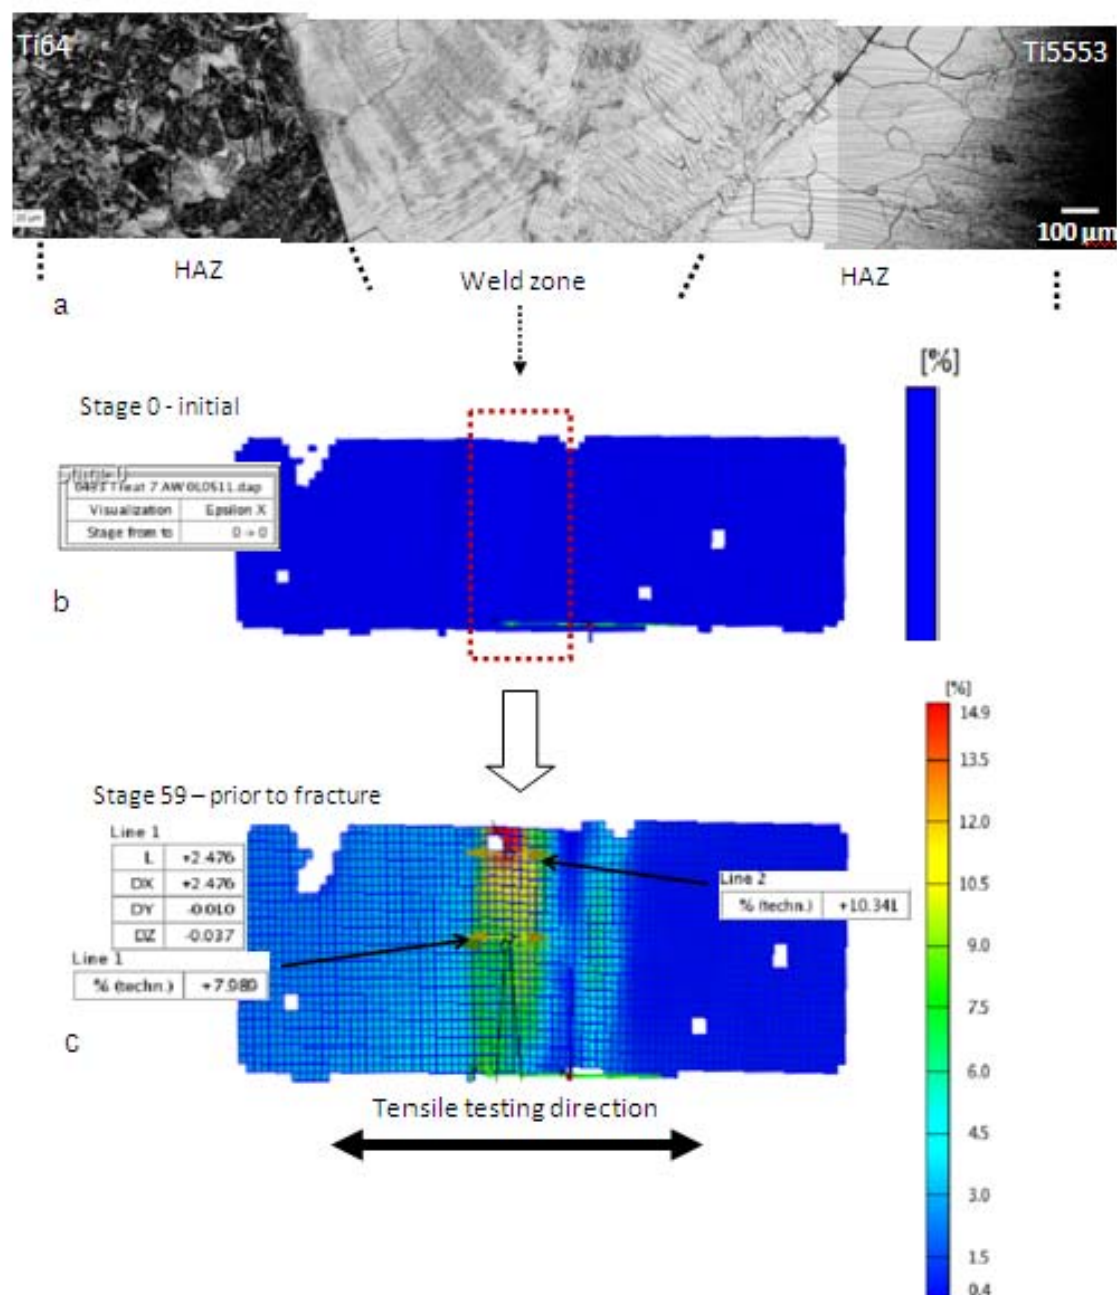 Ti64
Ti5553
100 µm
HAZ
Weld zone
HAZ
a
[%]
Stage 0 - initial
Visualization Epsilon X
Stage from to 0 -> 0
b
[%]
14.9
13.5
12.0
10.5
9.0
7.5
6.0
4.5
3.0
1.5
0.4
Stage 59 – prior to fracture
Line 1
L +2.476
DX +2.476
DY -0.010
DZ -0.037
Line 2
% (techn.) +10.341
Line 1
% (techn.) +7.989
c
Tensile testing direction